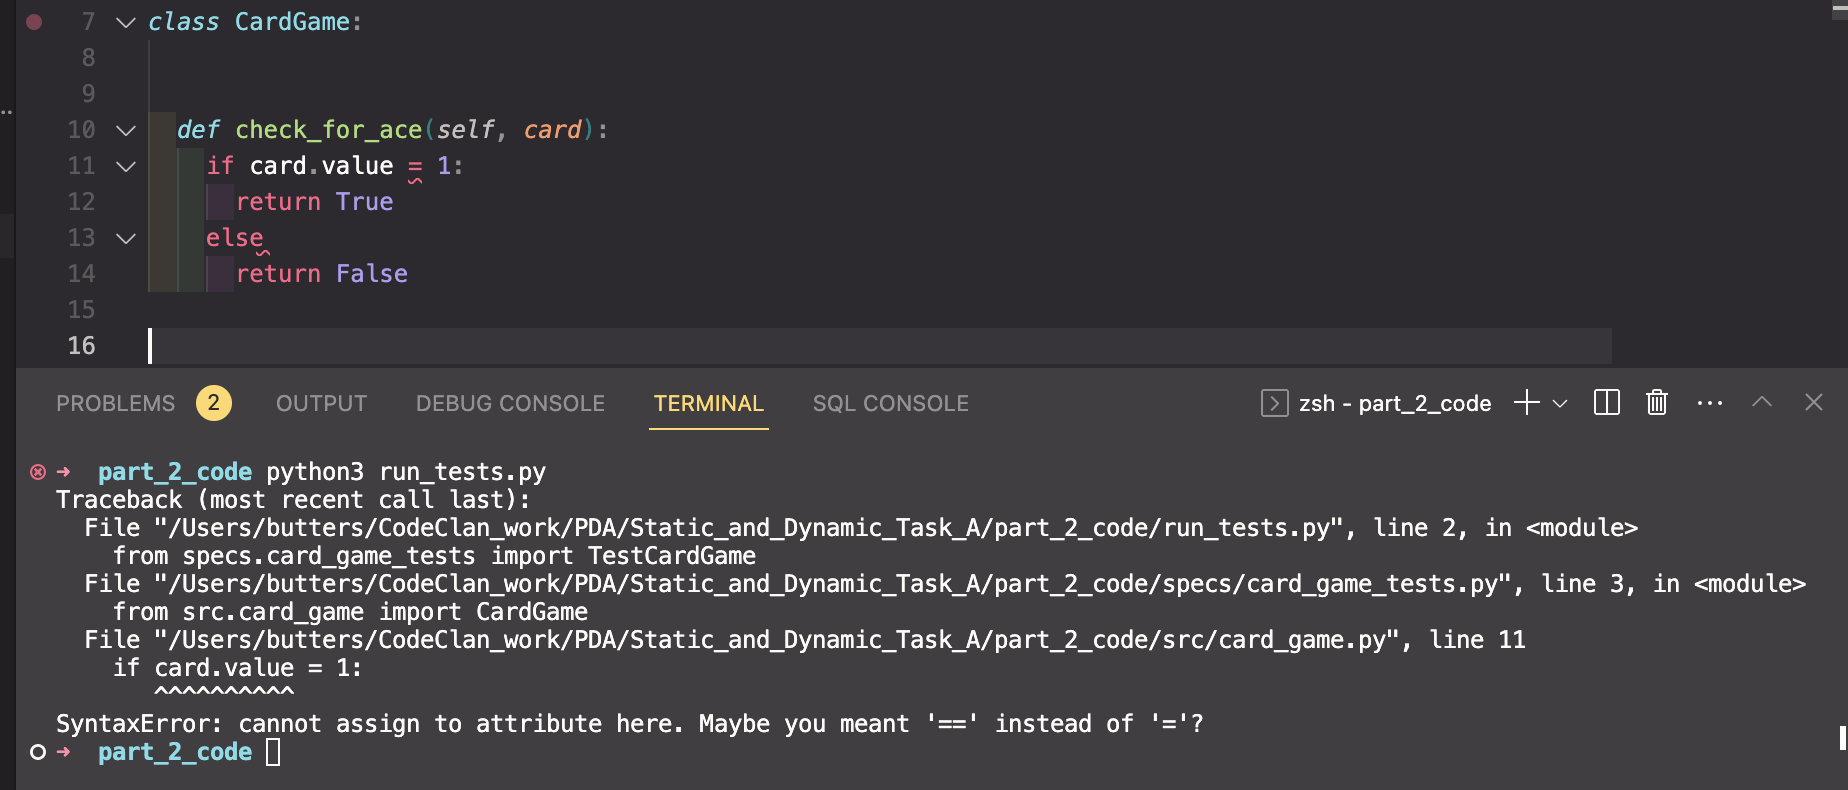 7 class CardGame:
8
9
10 def check_for_ace(self, card):
11 if card.value = 1:
12 return True
13 else
14 return False
15
16
PROBLEMS 2 OUTPUT DEBUG CONSOLE TERMINAL SQL CONSOLE zsh - part_2_code
→ part_2_code python3 run_tests.py
Traceback (most recent call last):
File "/Users/butters/CodeClan_work/PDA/Static_and_Dynamic_Task_A/part_2_code/run_tests.py", line 2, in <module>
from specs.card_game_tests import TestCardGame
File "/Users/butters/CodeClan_work/PDA/Static_and_Dynamic_Task_A/part_2_code/specs/card_game_tests.py", line 3, in <module>
from src.card_game import CardGame
File "/Users/butters/CodeClan_work/PDA/Static_and_Dynamic_Task_A/part_2_code/src/card_game.py", line 11
if card.value = 1:
^^^^^^^^^^
SyntaxError: cannot assign to attribute here. Maybe you meant '==' instead of '='?
→ part_2_code